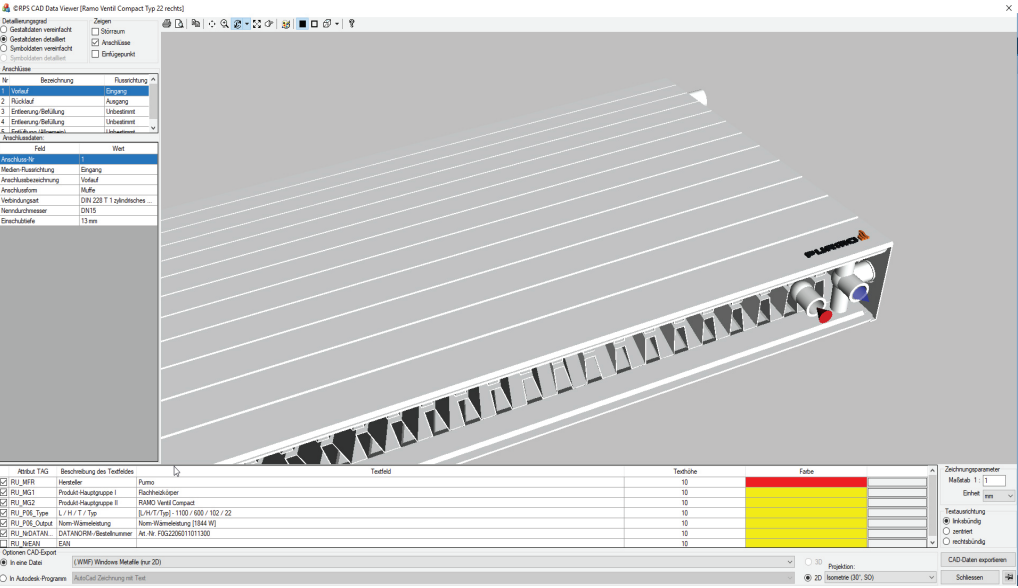 ©RPS CAD Data Viewer [Ramo Ventil Compact Typ 22 rechts]
Detaillierungsgrad
Gestaltdaten vereinfacht
Gestaltdaten detailliert
Symboldaten vereinfacht
Symboldaten detailliert
Zeigen
Störraum
Anschlüsse
Einfügepunkt
Anschlüsse
Nr Bezeichnung Flussrichtung
1 Vorlauf Eingang
2 Rücklauf Ausgang
3 Entleerung/Befüllung Unbestimmt
4 Entleerung/Befüllung Unbestimmt
5 Entlüftung (Allgemein) Unbestimmt
Anschlussdaten:
Feld Wert
Anschluss-Nr 1
Medien-Flussrichtung Eingang
Anschlussbezeichnung Vorlauf
Anschlussform Muffe
Verbindungsart DIN 228 T 1 zylindrisches ...
Nenndurchmesser DN15
Einschubtiefe 13 mm
PURMO
Attribut TAG Beschreibung des Textfeldes Textfeld Texthöhe Farbe
RU_MFR Hersteller Purmo 10
RU_MG1 Produkt-Hauptgruppe I Flachheizkörper 10
RU_MG2 Produkt-Hauptgruppe II RAMO Ventil Compact 10
RU_P06_Type L / H / T / Typ [L/H/T/Typ] - 1100 / 600 / 102 / 22 10
RU_P06_Output Norm-Wärmeleistung Norm-Wärmeleistung [1844 W] 10
RU_NrDATAN... DATANORM-/Bestellnummer Art.-Nr. F0G2206011011300 10
RU_NrEAN EAN 10
Zeichnungsparameter
Maßstab 1 : 1
Einheit mm
Textausrichtung
linksbündig
zentriert
rechtsbündig
Optionen CAD-Export
In eine Datei (.WMF) Windows Metafile (nur 2D)
In Autodesk-Programm AutoCad Zeichnung mit Text
3D
Projektion:
2D Isometrie (30°, SO)
CAD-Daten exportieren
Schliessen